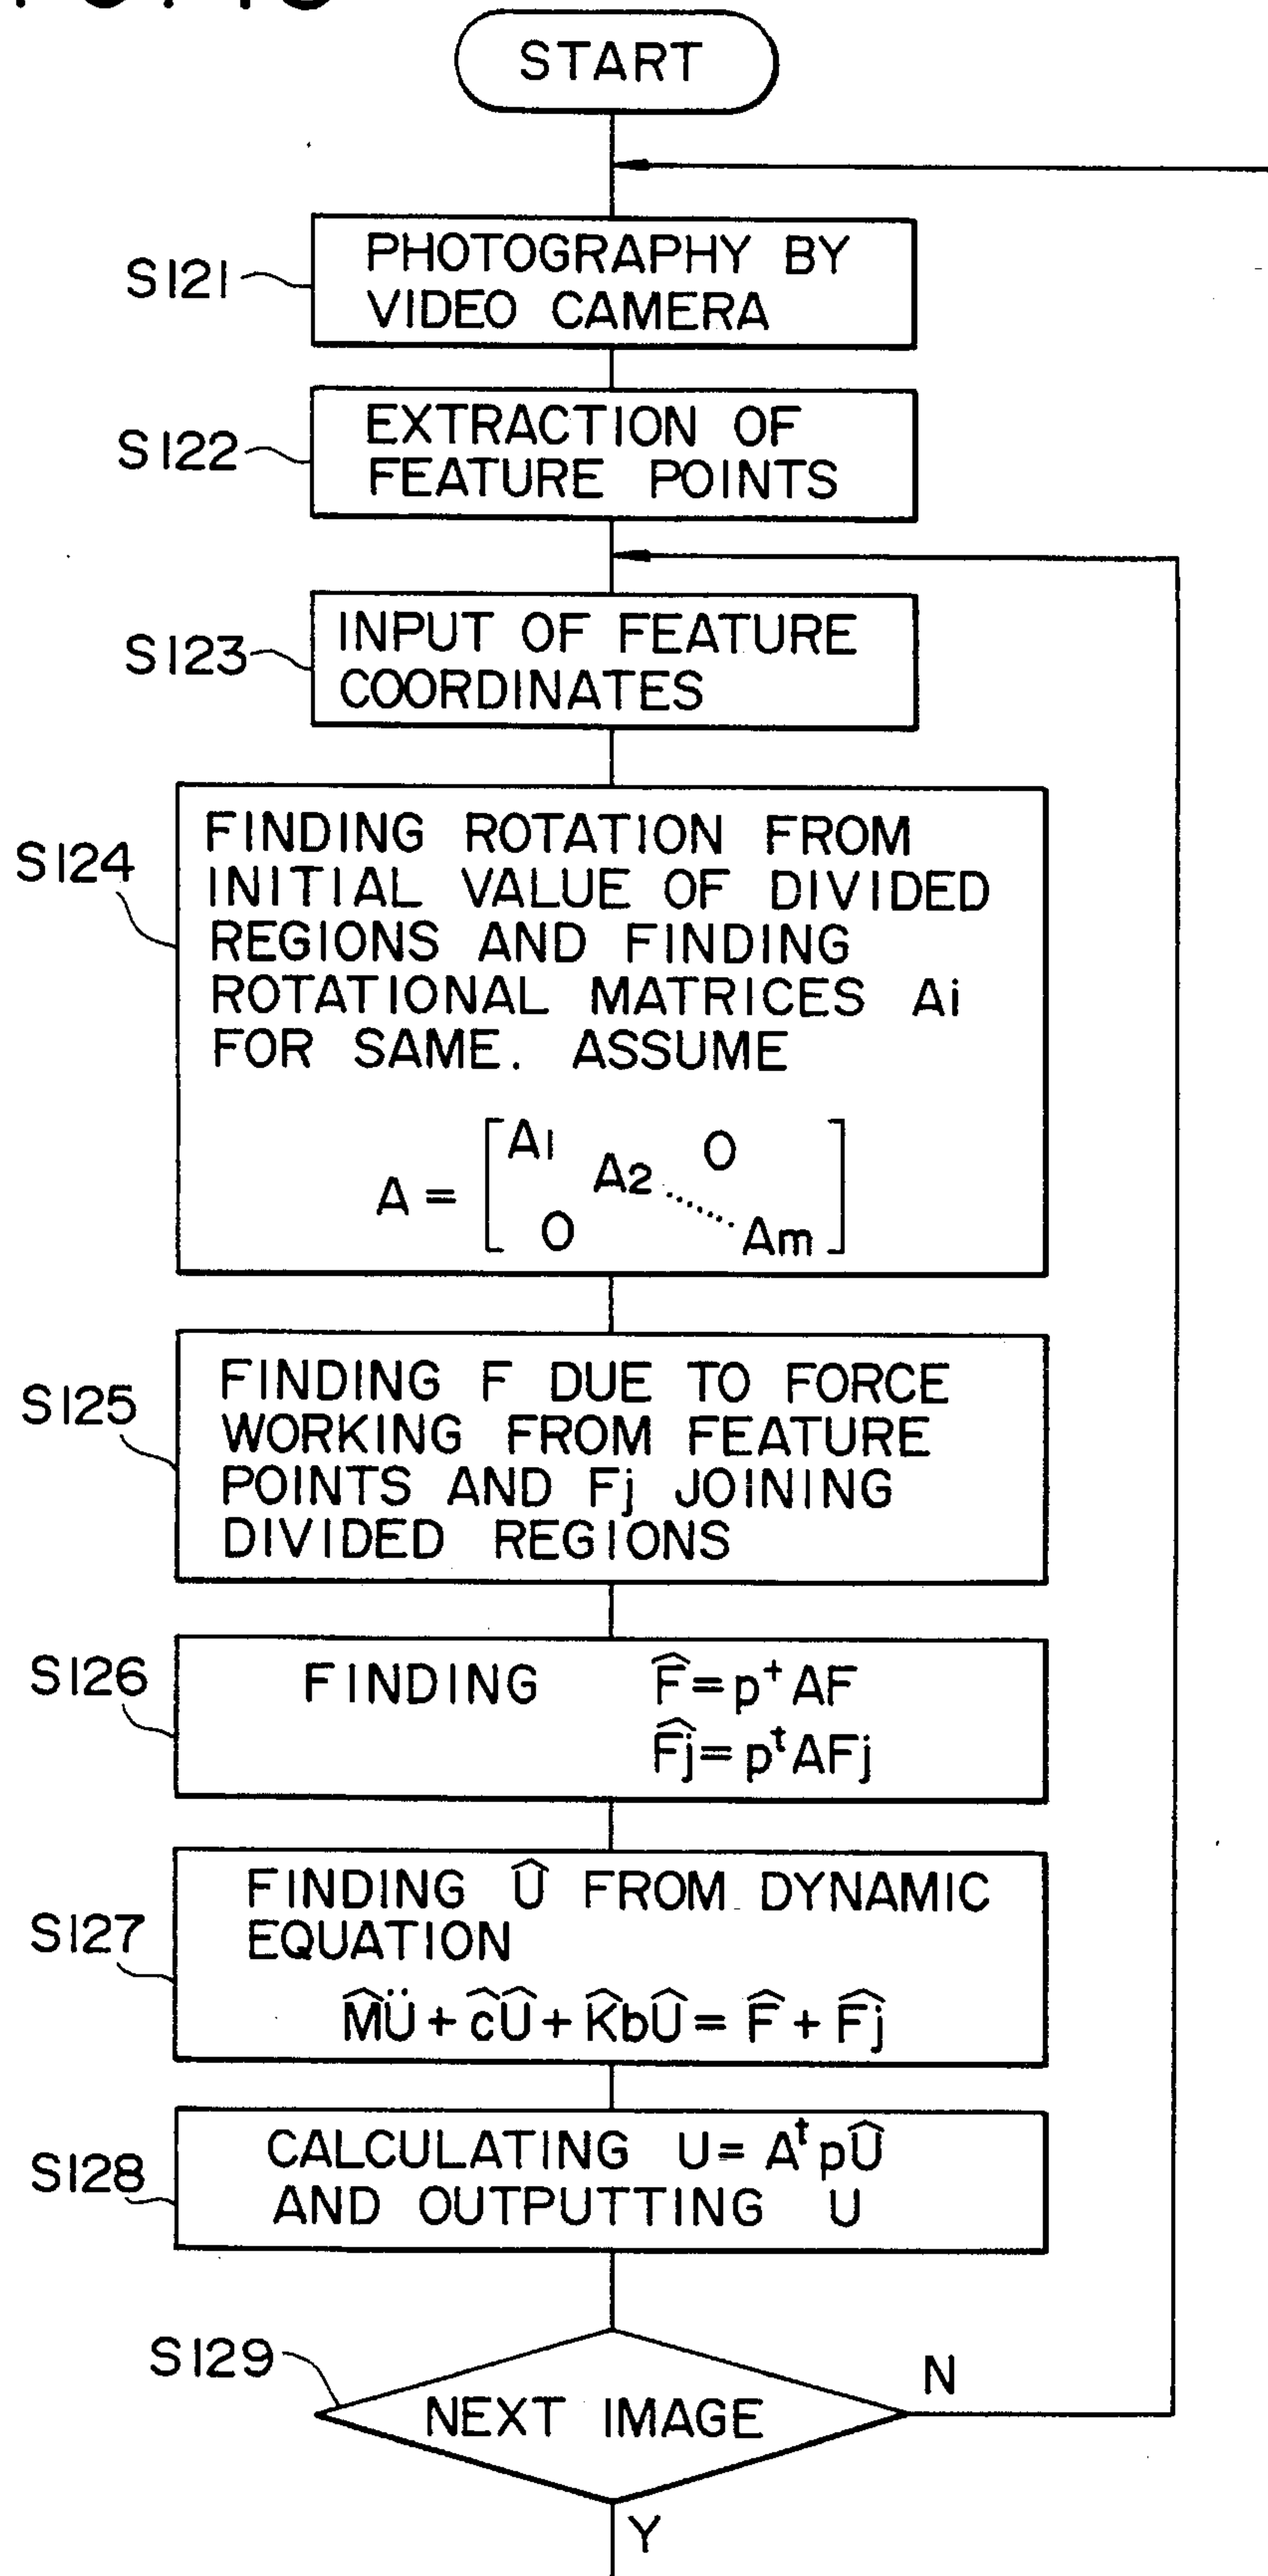 START
S121
PHOTOGRAPHY BY
VIDEO CAMERA
S122
EXTRACTION OF
FEATURE POINTS
S123
INPUT OF FEATURE
COORDINATES
S124
FINDING ROTATION FROM
INITIAL VALUE OF DIVIDED
REGIONS AND FINDING
ROTATIONAL MATRICES Ai
FOR SAME. ASSUME
A = [A1 A2 0 0 ...... Am]
S125
FINDING F DUE TO FORCE
WORKING FROM FEATURE
POINTS AND Fj JOINING
DIVIDED REGIONS
S126
FINDING F̂ = p⁺AF
F̂j = pᵗAFj
S127
FINDING Û FROM DYNAMIC
EQUATION
M̂Ü + ĉÛ + K̂bÛ = F̂ + F̂j
S128
CALCULATING U = Aᵗ pÛ
AND OUTPUTTING U
S129
NEXT IMAGE
N
Y